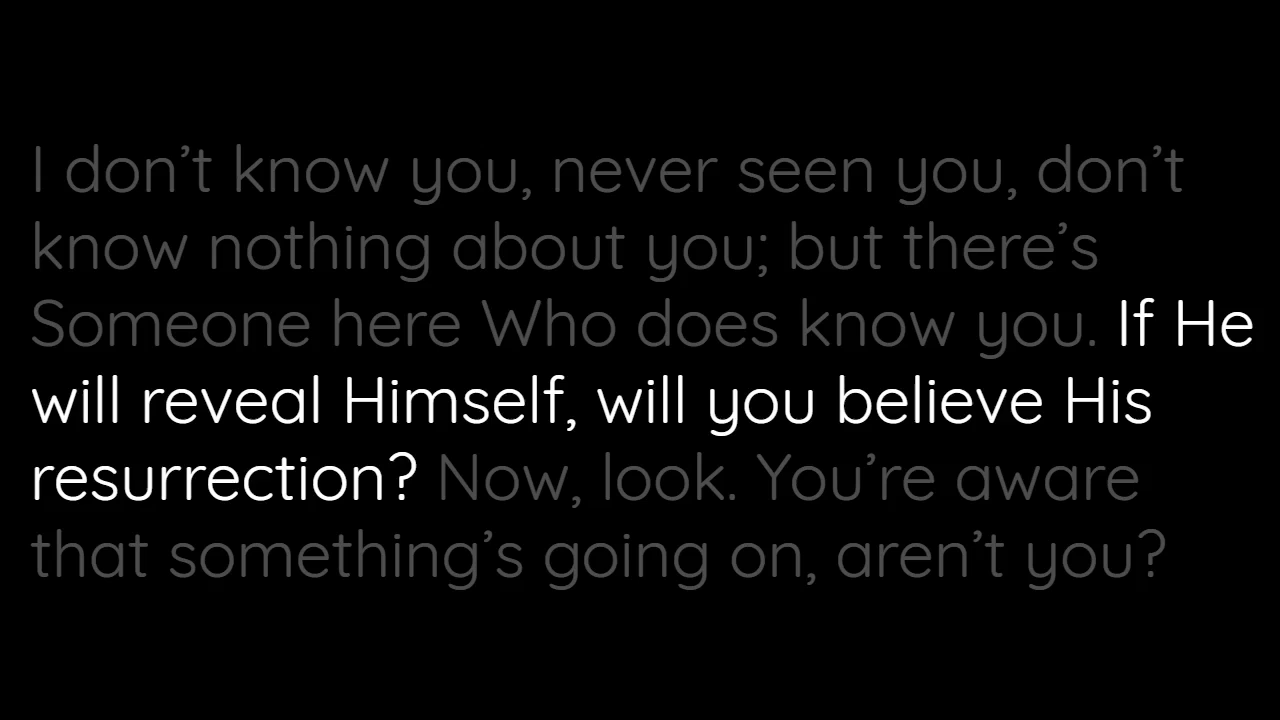 I don’t know you, never seen you, don’t
know nothing about you; but there’s
Someone here Who does know you. If He
will reveal Himself, will you believe His
resurrection? Now, look. You’re aware
that something’s going on, aren’t you?